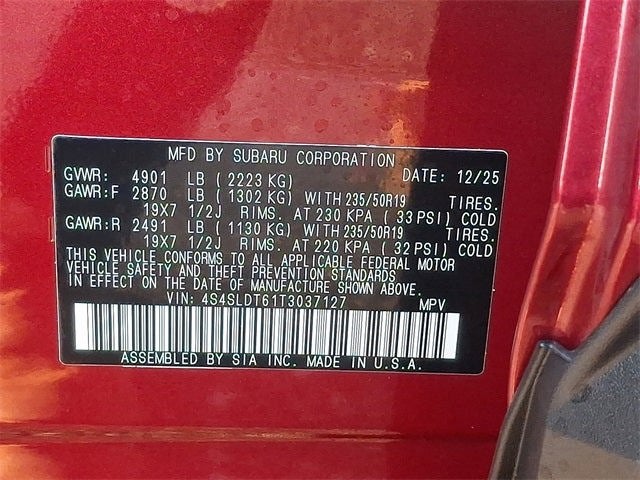 MFD BY SUBARU CORPORATION
GVWR: 4901 LB (2223 KG) DATE: 12/25
GAWR:F 2870 LB (1302 KG) WITH 235/50R19 TIRES.
19X7 1/2J RIMS. AT 230 KPA (33 PSI) COLD
GAWR:R 2491 LB (1130 KG) WITH 235/50R19 TIRES.
19X7 1/2J RIMS. AT 220 KPA (32 PSI) COLD
THIS VEHICLE CONFORMS TO ALL APPLICABLE FEDERAL MOTOR
VEHICLE SAFETY AND THEFT PREVENTION STANDARDS
IN EFFECT ON THE DATE OF MANUFACTURE SHOWN ABOVE.
VIN: 4S4SLDT61T3037127 MPV
ASSEMBLED BY SIA INC. MADE IN U.S.A.